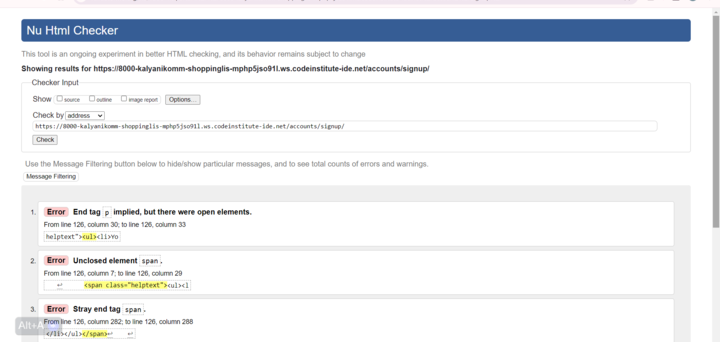 Nu Html Checker
This tool is an ongoing experiment in better HTML checking, and its behavior remains subject to change
Showing results for https://8000-kalyanikomm-shoppinglis-mphp5jso91l.ws.codeinstitute-ide.net/accounts/signup/
Checker Input
Show source outline image report Options...
Check by address
https://8000-kalyanikomm-shoppinglis-mphp5jso91l.ws.codeinstitute-ide.net/accounts/signup/
Check
Use the Message Filtering button below to hide/show particular messages, and to see total counts of errors and warnings.
Message Filtering
1. Error End tag p implied, but there were open elements.
From line 126, column 30; to line 126, column 33
helptext"><ul><li>Yo
2. Error Unclosed element span.
From line 126, column 7; to line 126, column 29
↩ <span class="helptext"><ul><l
3. Error Stray end tag span.
From line 126, column 282; to line 126, column 288
</li></ul></span>↩ ↩
Alt+A